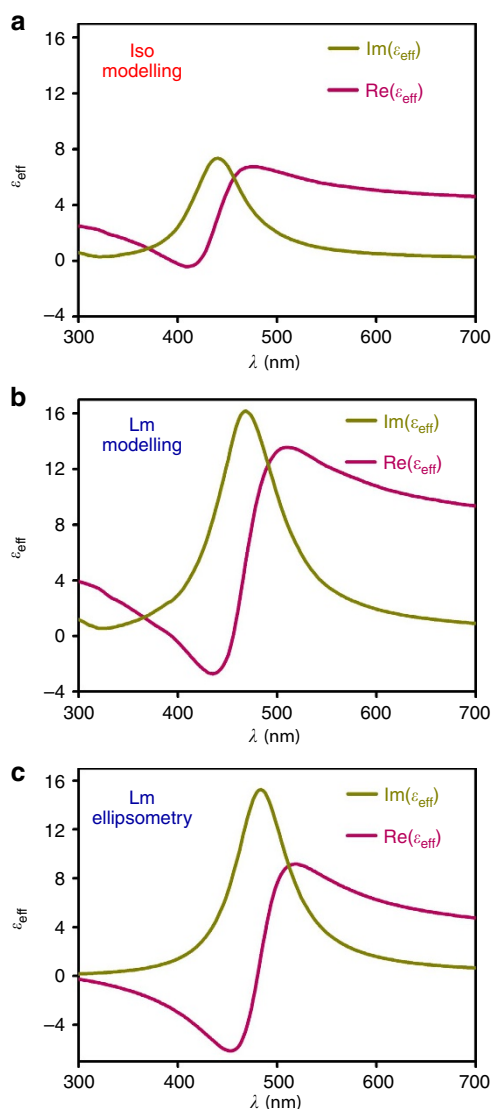 a
Iso
modelling
Im(εeff)
Re(εeff)
16
12
8
4
0
−4
εeff
300 400 500 600 700
λ (nm)
b
Lm
modelling
Im(εeff)
Re(εeff)
16
12
8
4
0
−4
εeff
300 400 500 600 700
λ (nm)
c
Lm
ellipsometry
Im(εeff)
Re(εeff)
16
12
8
4
0
−4
εeff
300 400 500 600 700
λ (nm)